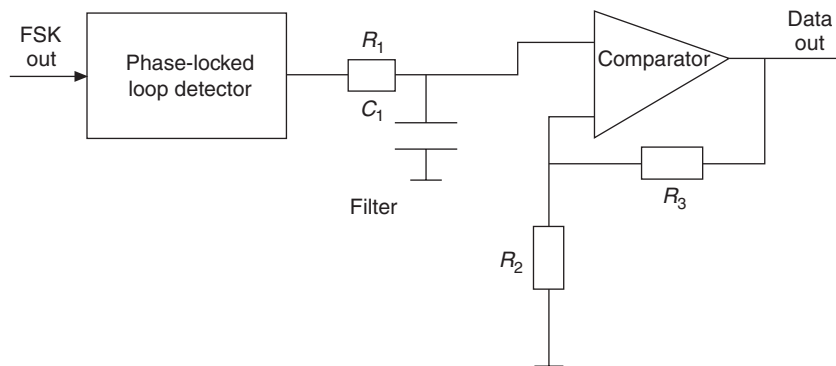 FSK
out
Phase-locked
loop detector
R1
C1
Filter
Comparator
Data
out
R3
R2